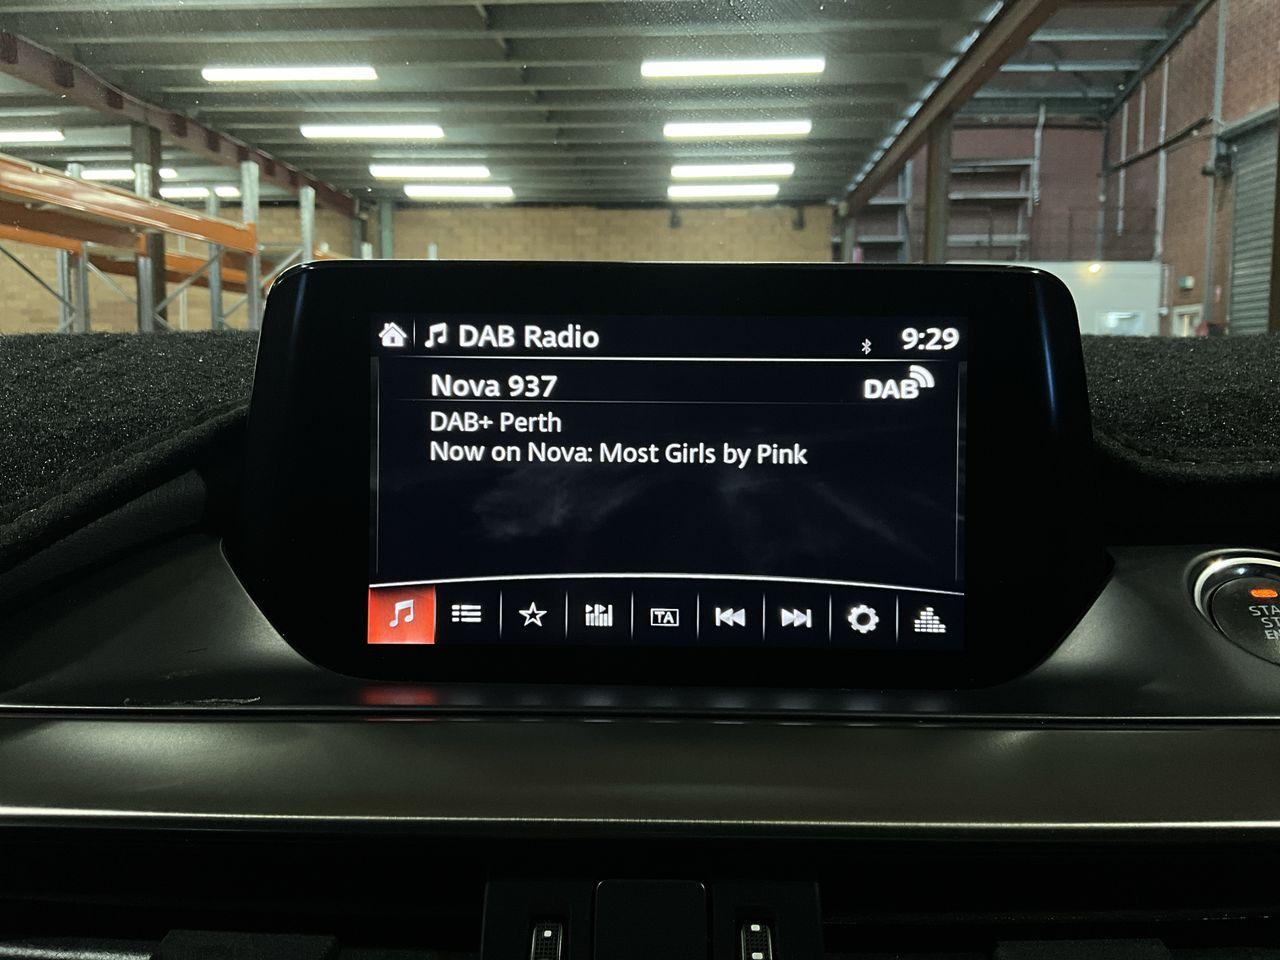 DAB Radio
9:29
Nova 937
DAB
DAB+ Perth
Now on Nova: Most Girls by Pink
TA